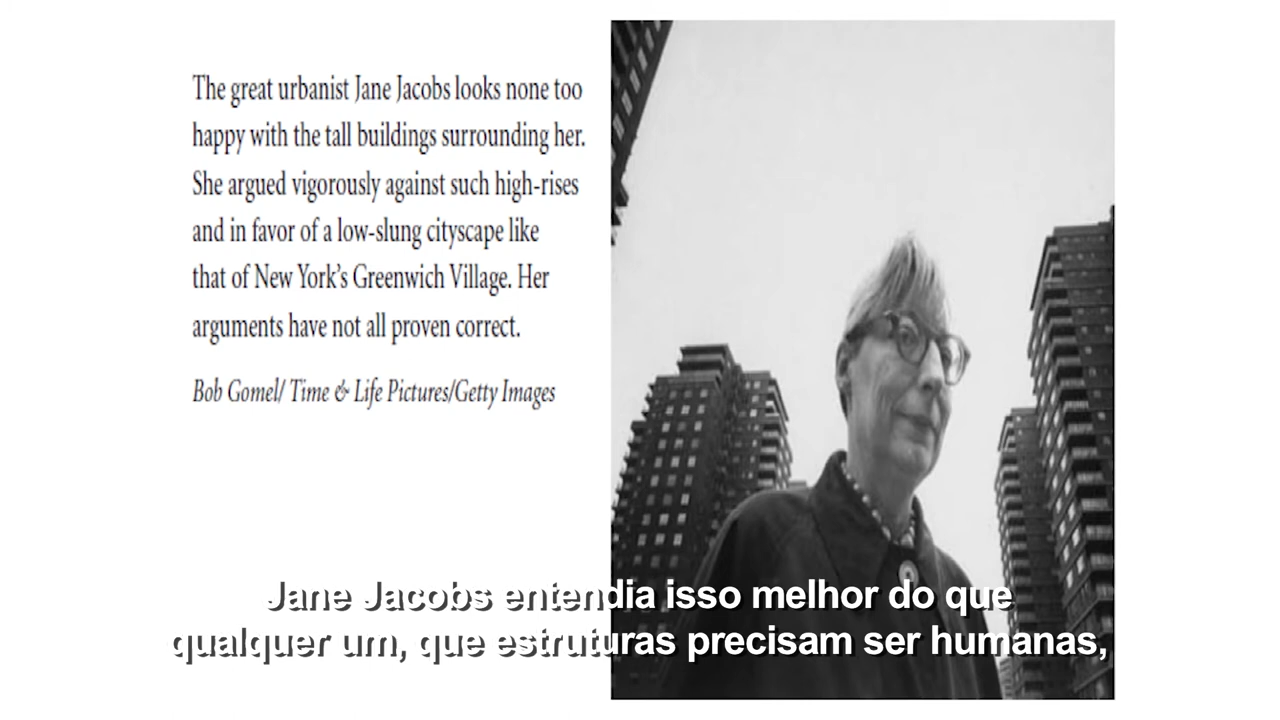 The great urbanist Jane Jacobs looks none too
happy with the tall buildings surrounding her.
She argued vigorously against such high-rises
and in favor of a low-slung cityscape like
that of New York's Greenwich Village. Her
arguments have not all proven correct.
Bob Gomel/ Time & Life Pictures/Getty Images
Jane Jacobs entendia isso melhor do que
qualquer um, que estruturas precisam ser humanas,